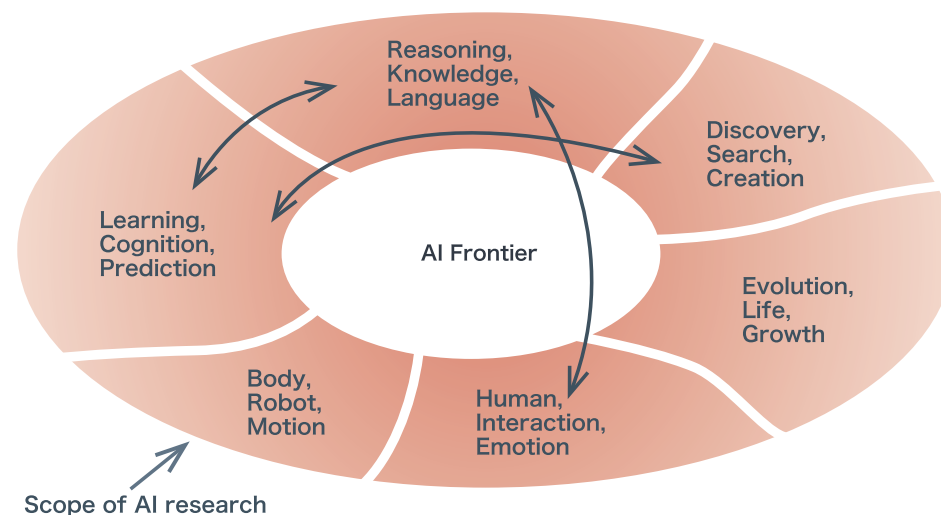 Reasoning,
Knowledge,
Language
Discovery,
Search,
Creation
Learning,
Cognition,
Prediction
AI Frontier
Evolution,
Life,
Growth
Body,
Robot,
Motion
Human,
Interaction,
Emotion
Scope of AI research